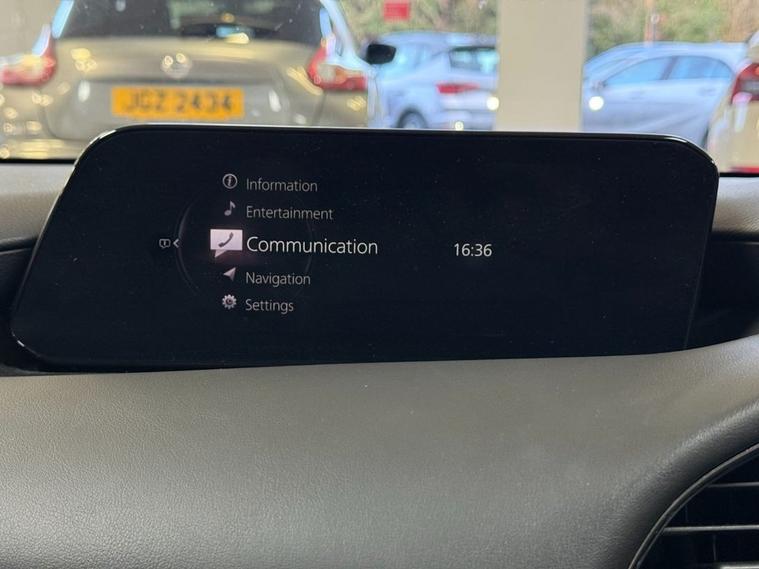 JGZ 2434
Information
Entertainment
Communication
16:36
Navigation
Settings